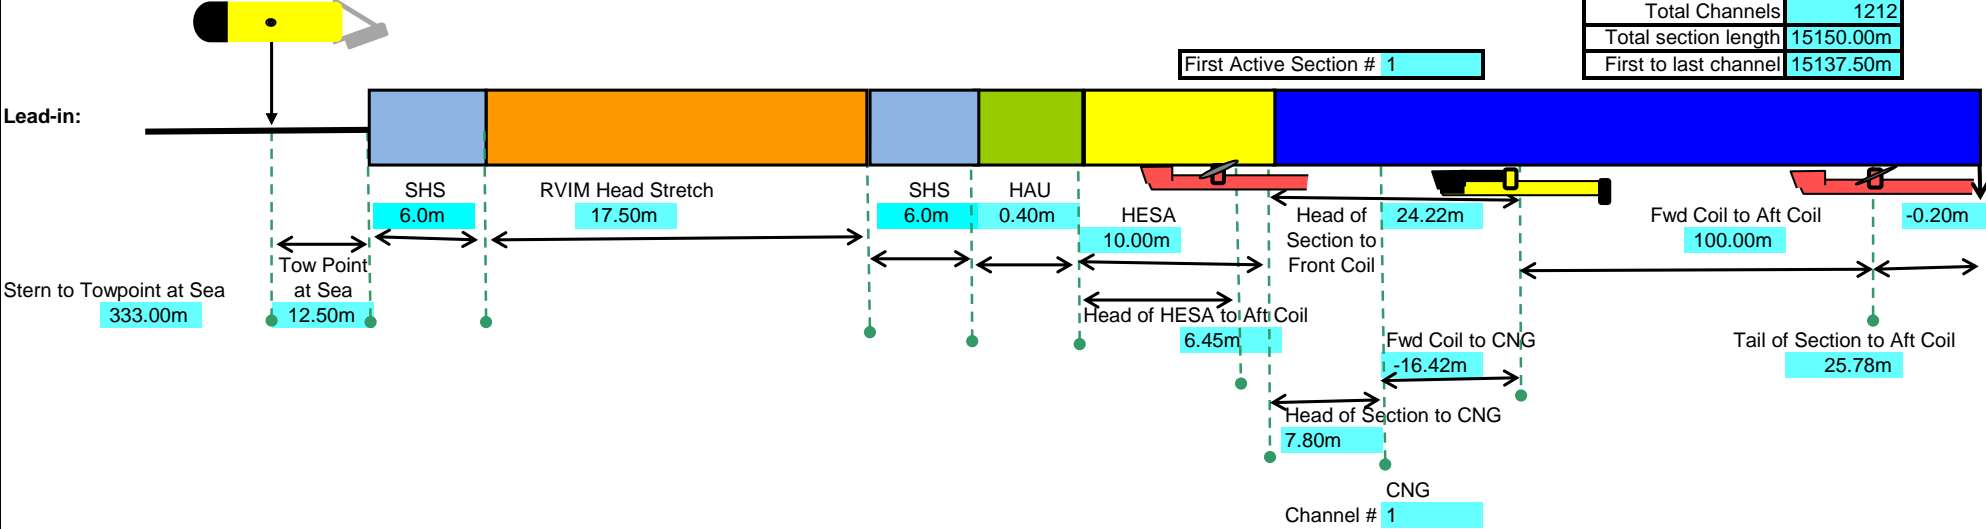 Total Channels 1212
Total section length 15150.00m
First Active Section # 1
First to last channel 15137.50m
Lead-in:
SHS
6.0m
RVIM Head Stretch
17.50m
SHS
6.0m
HAU
0.40m
HESA
10.00m
Head of
Section to
Front Coil
24.22m
Fwd Coil to Aft Coil
100.00m
-0.20m
Tow Point
at Sea
12.50m
Stern to Towpoint at Sea
333.00m
Head of HESA to Aft Coil
6.45m
Fwd Coil to CNG
-16.42m
Tail of Section to Aft Coil
25.78m
Head of Section to CNG
7.80m
CNG
Channel # 1